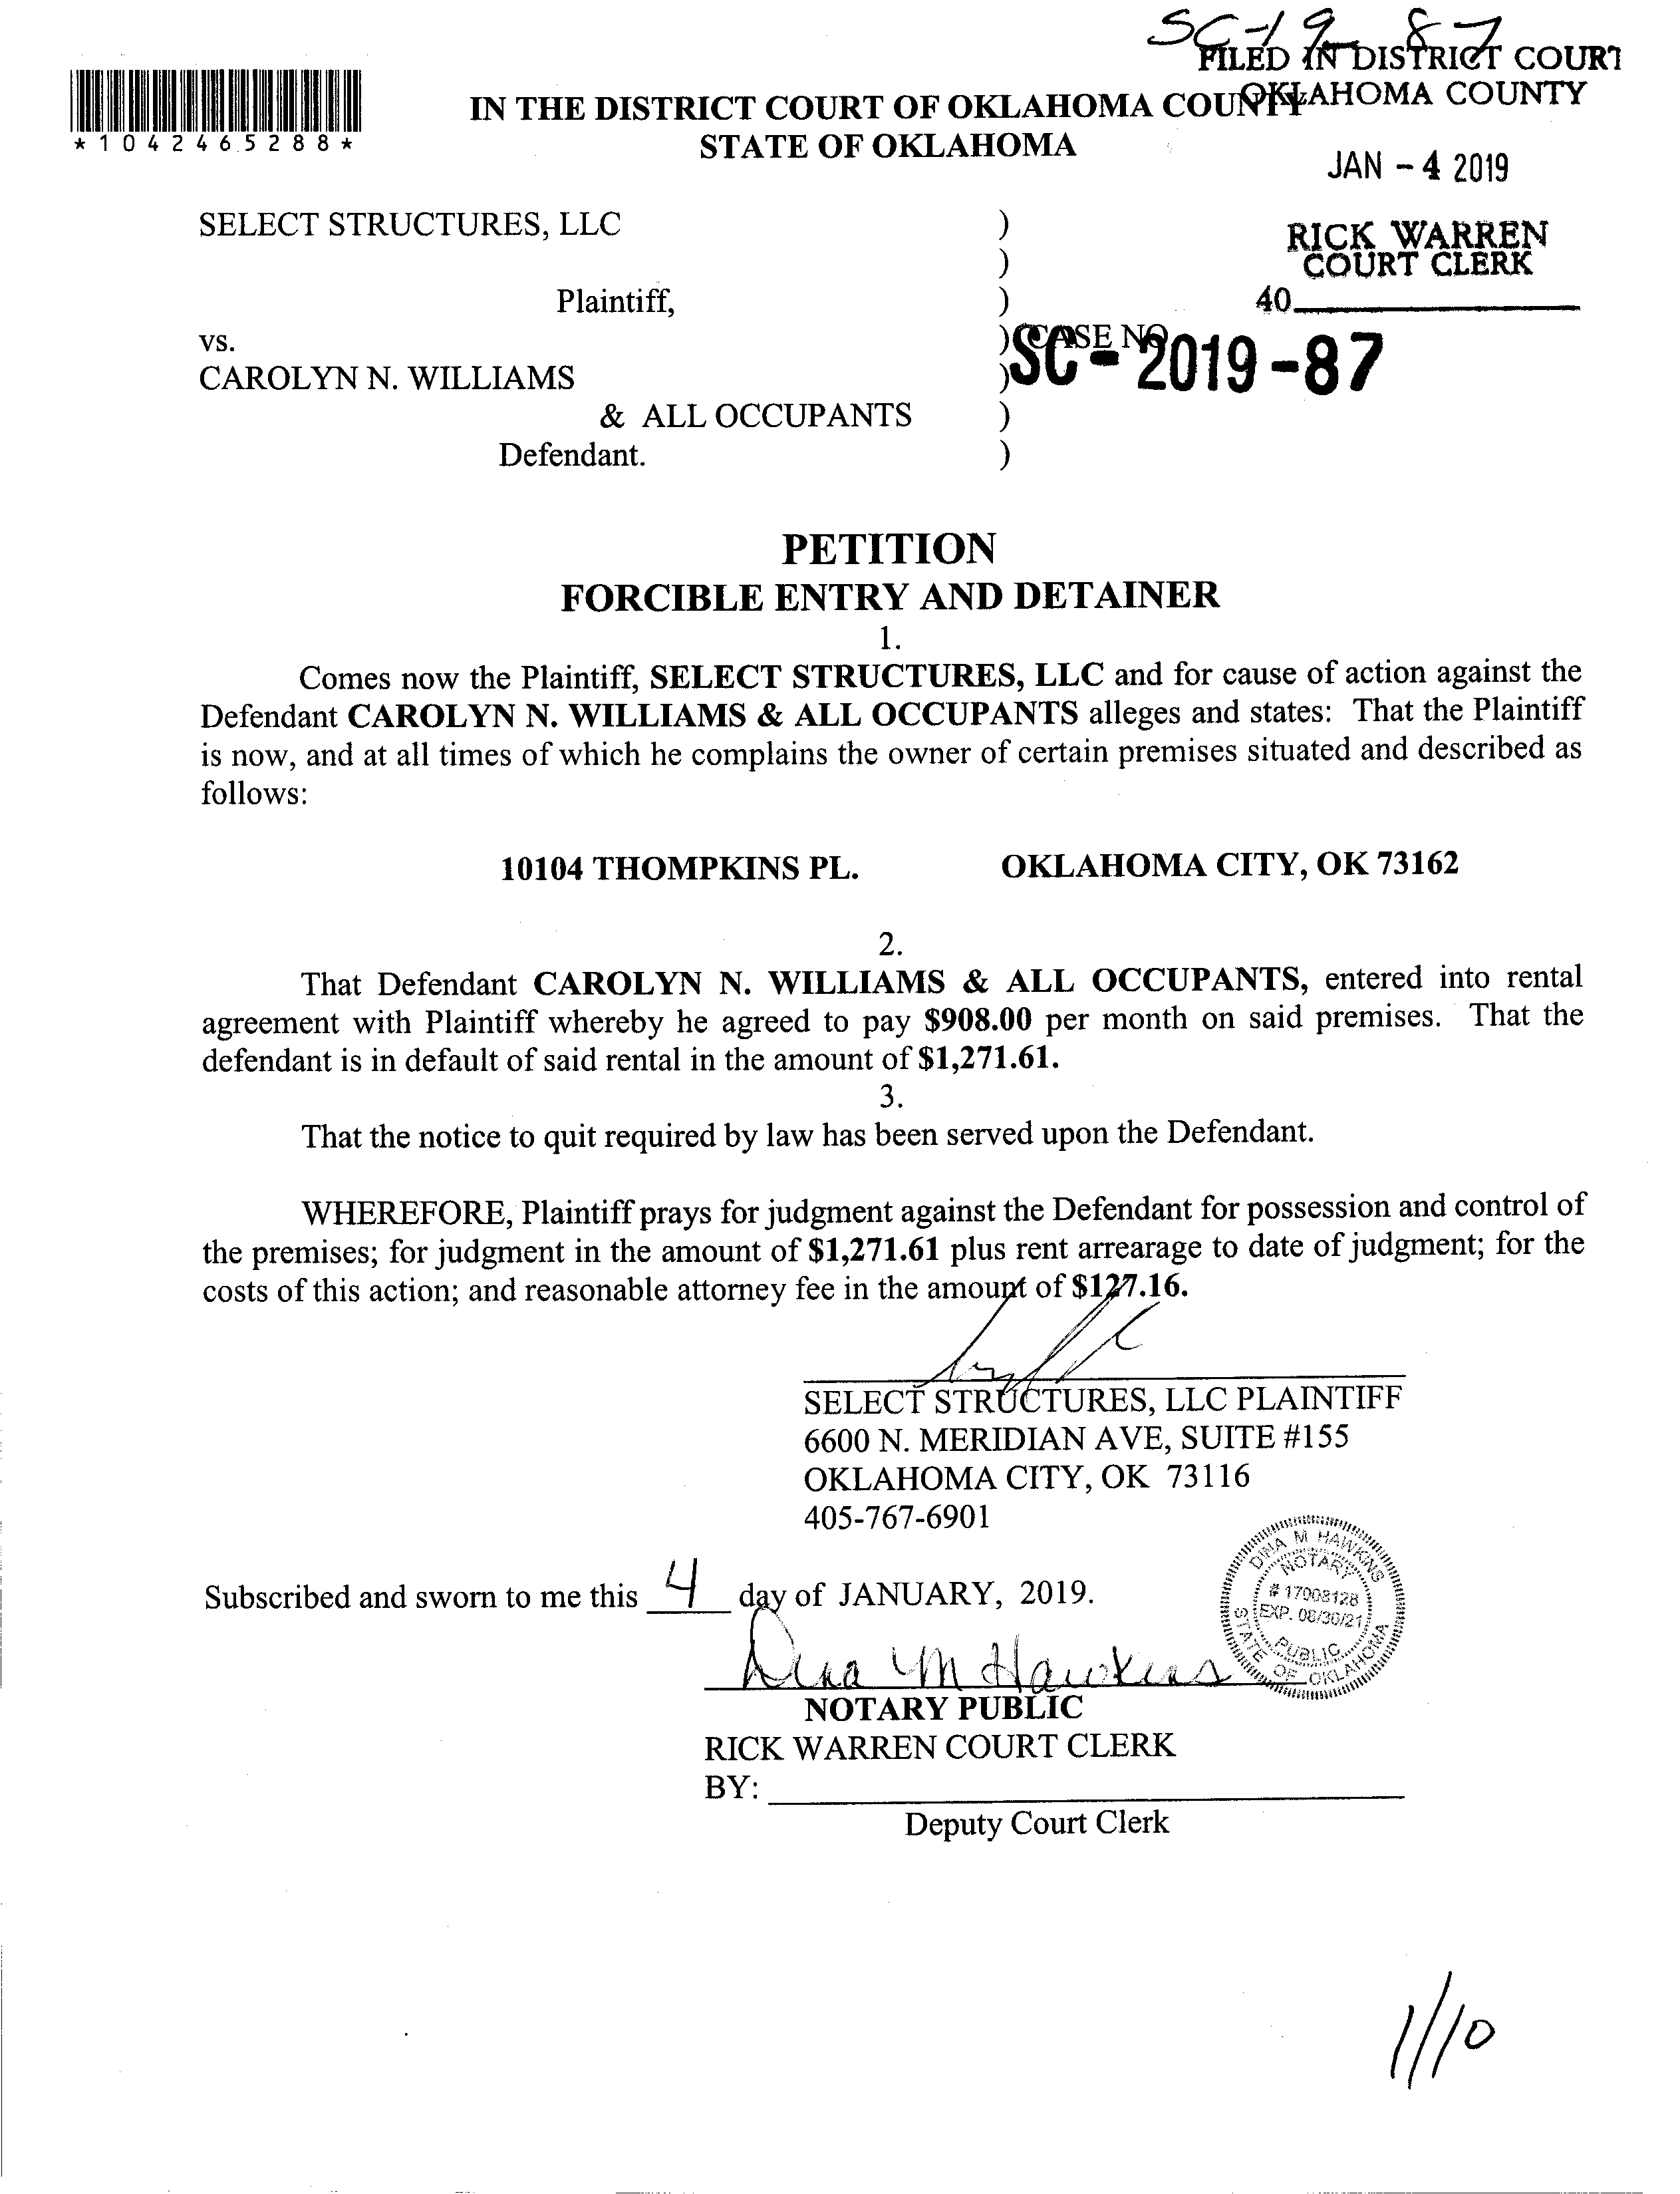 SC-19-87
FILED IN DISTRICT COURT
OKLAHOMA COUNTY
*1042465288*
IN THE DISTRICT COURT OF OKLAHOMA COUNTY
STATE OF OKLAHOMA
JAN - 4 2019
SELECT STRUCTURES, LLC )
)
RICK WARREN
COURT CLERK
Plaintiff, )
40
vs. ) CASE NO
SC - 2019 - 87
CAROLYN N. WILLIAMS )
& ALL OCCUPANTS )
Defendant. )
PETITION
FORCIBLE ENTRY AND DETAINER
1.
Comes now the Plaintiff, SELECT STRUCTURES, LLC and for cause of action against the
Defendant CAROLYN N. WILLIAMS & ALL OCCUPANTS alleges and states: That the Plaintiff
is now, and at all times of which he complains the owner of certain premises situated and described as
follows:
10104 THOMPKINS PL. OKLAHOMA CITY, OK 73162
2.
That Defendant CAROLYN N. WILLIAMS & ALL OCCUPANTS, entered into rental
agreement with Plaintiff whereby he agreed to pay $908.00 per month on said premises. That the
defendant is in default of said rental in the amount of $1,271.61.
3.
That the notice to quit required by law has been served upon the Defendant.
WHEREFORE, Plaintiff prays for judgment against the Defendant for possession and control of
the premises; for judgment in the amount of $1,271.61 plus rent arrearage to date of judgment; for the
costs of this action; and reasonable attorney fee in the amount of $127.16.
SELECT STRUCTURES, LLC PLAINTIFF
6600 N. MERIDIAN AVE, SUITE #155
OKLAHOMA CITY, OK 73116
405-767-6901
DINA M HAWKINS
NOTARY
# 17008128
EXP. 08/30/21
PUBLIC
STATE OF OKLAHOMA
Subscribed and sworn to me this 4 day of JANUARY, 2019.
Dina M Hawkins
NOTARY PUBLIC
RICK WARREN COURT CLERK
BY:
Deputy Court Clerk
1/10